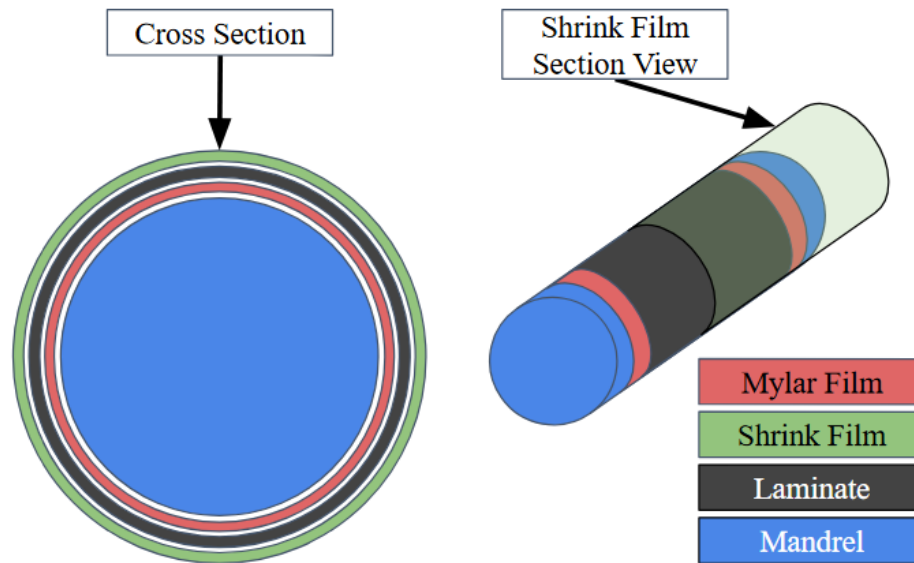 Cross Section
Shrink Film
Section View
Mylar Film
Shrink Film
Laminate
Mandrel